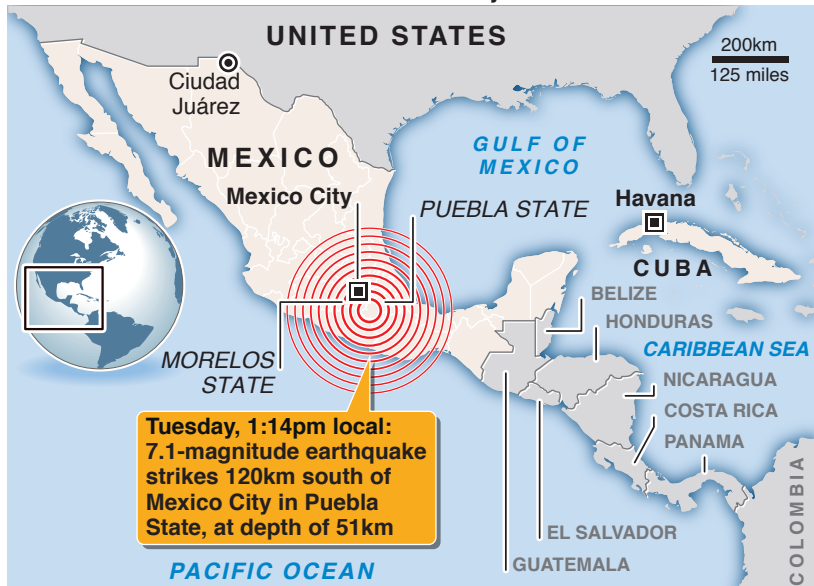 UNITED STATES
200km
125 miles
Ciudad
Juárez
GULF OF
MEXICO
MEXICO
Mexico City
PUEBLA STATE
Havana
CUBA
BELIZE
HONDURAS
CARIBBEAN SEA
MORELOS
STATE
NICARAGUA
COSTA RICA
PANAMA
Tuesday, 1:14pm local:
7.1-magnitude earthquake
strikes 120km south of
Mexico City in Puebla
State, at depth of 51km
COLOMBIA
EL SALVADOR
GUATEMALA
PACIFIC OCEAN